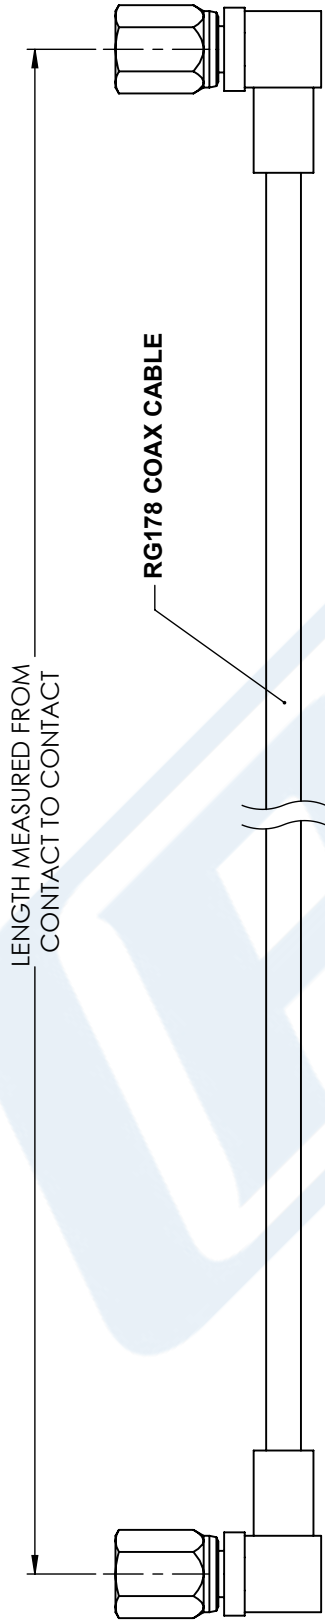 LENGTH MEASURED FROM
CONTACT TO CONTACT
RG178 COAX CABLE